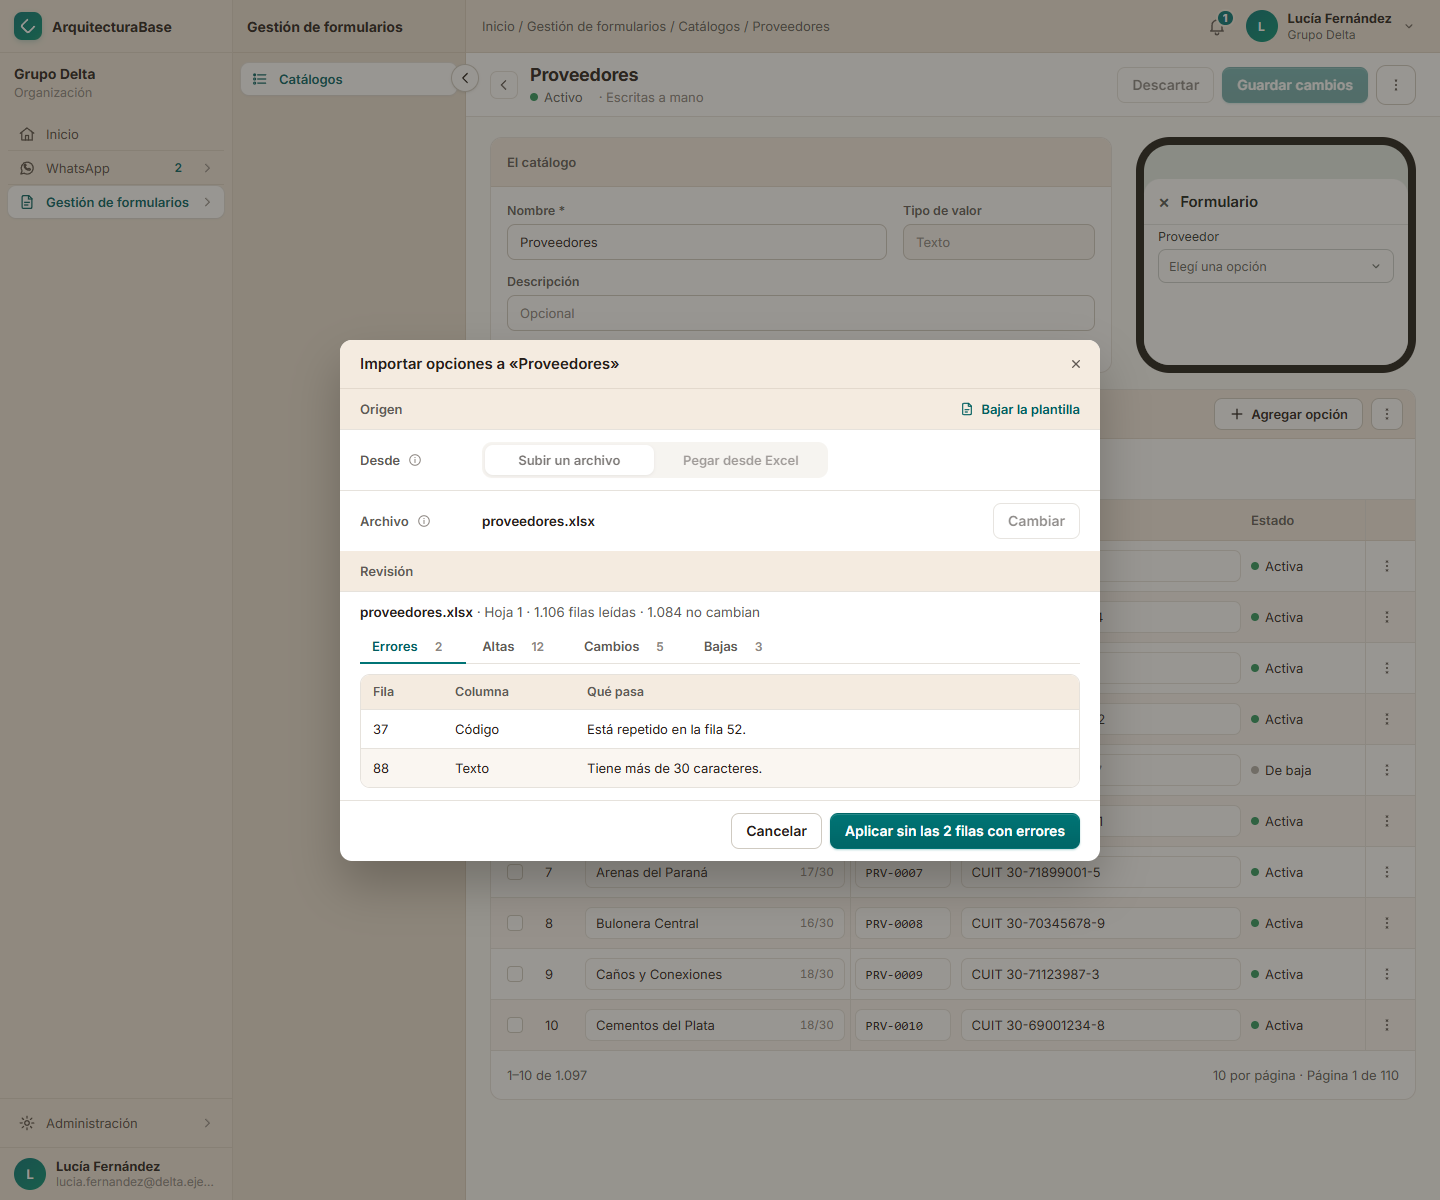 ArquitecturaBase
Grupo Delta
Organización
Inicio
WhatsApp 2
Gestión de formularios
Administración
L Lucía Fernández
lucia.fernandez@delta.eje...
Gestión de formularios
Catálogos
Inicio / Gestión de formularios / Catálogos / Proveedores
1
L Lucía Fernández
Grupo Delta
Proveedores
Activo · Escritas a mano
Descartar Guardar cambios
El catálogo
Nombre * Tipo de valor
Proveedores Texto
Descripción
Opcional
Formulario
Proveedor
Elegí una opción
Agregar opción
Estado
Activa
Activa
Activa
Activa
De baja
Activa
Importar opciones a «Proveedores»
Origen Bajar la plantilla
Desde Subir un archivo Pegar desde Excel
Archivo proveedores.xlsx Cambiar
Revisión
proveedores.xlsx · Hoja 1 · 1.106 filas leídas · 1.084 no cambian
Errores 2 Altas 12 Cambios 5 Bajas 3
Fila Columna Qué pasa
37 Código Está repetido en la fila 52.
88 Texto Tiene más de 30 caracteres.
Cancelar Aplicar sin las 2 filas con errores
7 Arenas del Paraná 17/30 PRV-0007 CUIT 30-71899001-5 Activa
8 Bulonera Central 16/30 PRV-0008 CUIT 30-70345678-9 Activa
9 Caños y Conexiones 18/30 PRV-0009 CUIT 30-71123987-3 Activa
10 Cementos del Plata 18/30 PRV-0010 CUIT 30-69001234-8 Activa
1–10 de 1.097 10 por página · Página 1 de 110